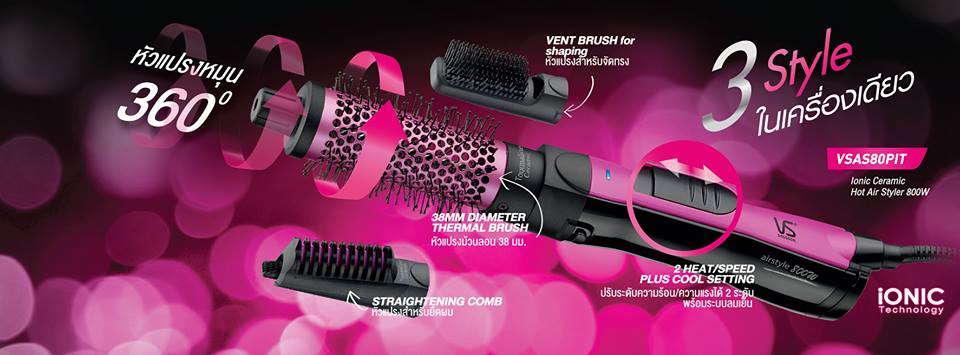 หัวแปรงหมุน
360°
VENT BRUSH for
shaping
หัวแปรงสำหรับจัดทรง
3 Style
ในเครื่องเดียว
VSAS80PIT
Ionic Ceramic
Hot Air Styler 800W
Tourmaline
Ceramic
38MM DIAMETER
THERMAL BRUSH
หัวแปรงม้วนลอน 38 มม.
VS
SASSOON
airstyle 800W
2 HEAT/SPEED
PLUS COOL SETTING
ปรับระดับความร้อน/ความแรงได้ 2 ระดับ
พร้อมระบบลมเย็น
STRAIGHTENING COMB
หัวแปรงสำหรับยืดผม
iONIC
Technology